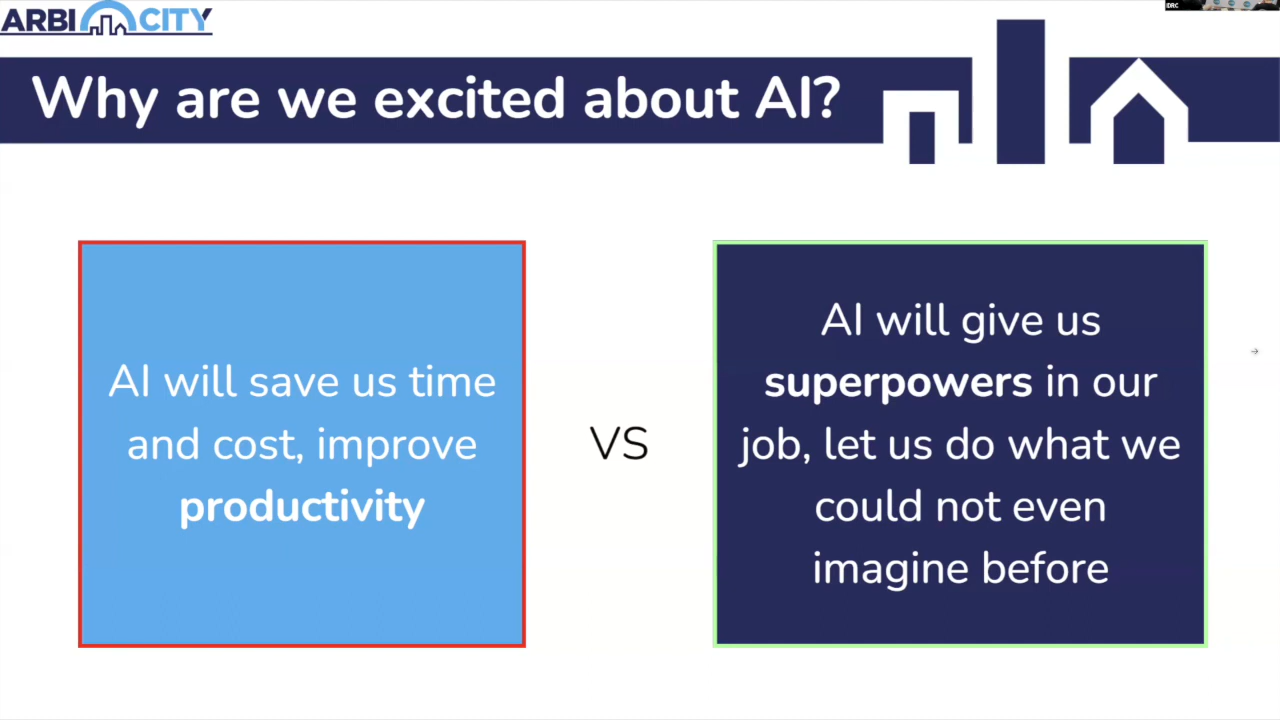 ARBI CITY
IDRC
Why are we excited about AI?
AI will save us time
and cost, improve
productivity
VS
AI will give us
superpowers in our
job, let us do what we
could not even
imagine before